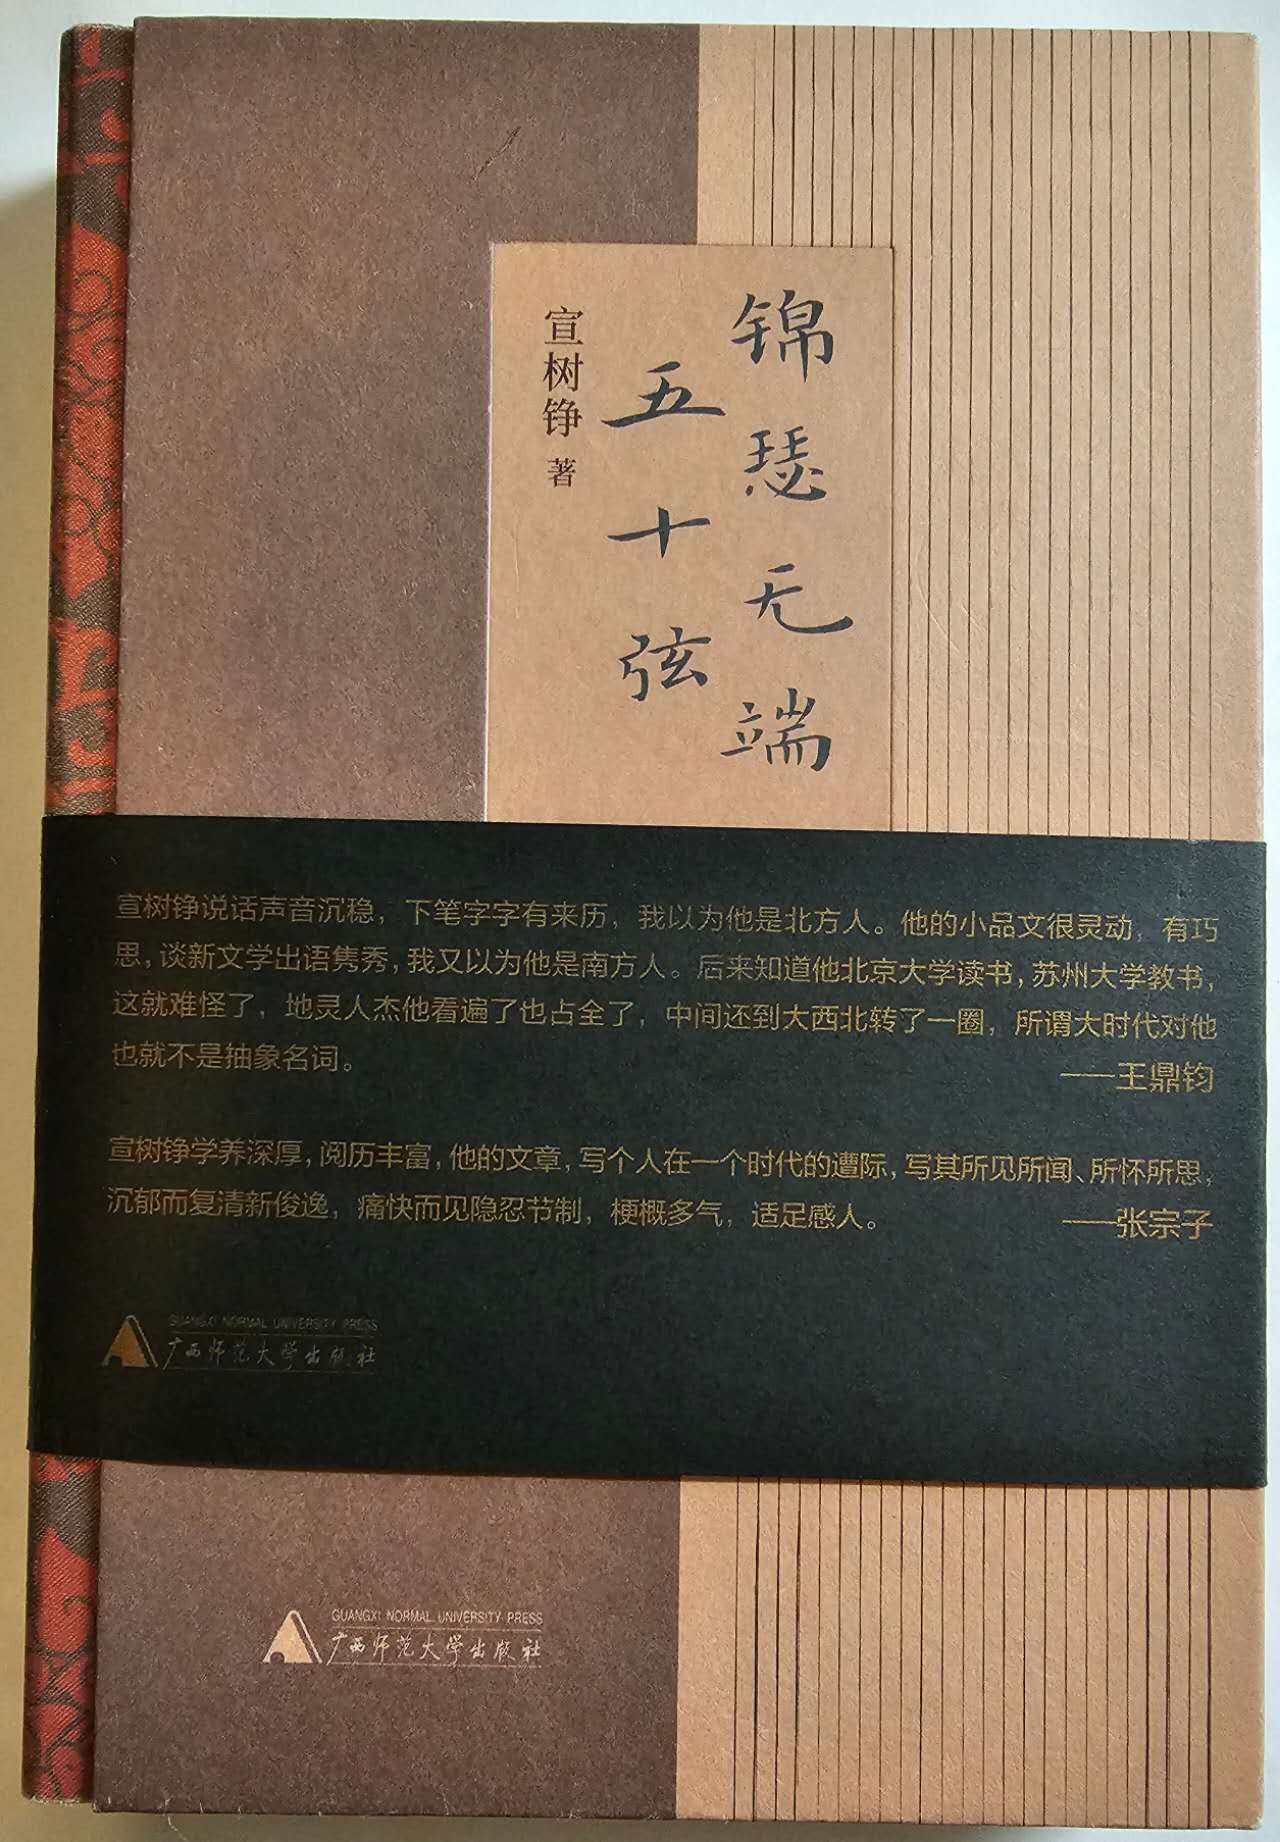 锦瑟无端
五十弦
宣树铮 著
宣树铮说话声音沉稳，下笔字字有来历，我以为他是北方人。他的小品文很灵动，有巧
思，谈新文学出语隽秀，我又以为他是南方人。后来知道他北京大学读书，苏州大学教书，
这就难怪了，地灵人杰他看遍了也占全了，中间还到大西北转了一圈，所谓大时代对他
也就不是抽象名词。
——王鼎钧
宣树铮学养深厚，阅历丰富，他的文章，写个人在一个时代的遭际，写其所见所闻、所怀所思，
沉郁而复清新俊逸，痛快而见隐忍节制，梗概多气，适足感人。
——张宗子
GUANGXI NORMAL UNIVERSITY PRESS
广西师范大学出版社
GUANGXI NORMAL UNIVERSITY PRESS
广西师范大学出版社